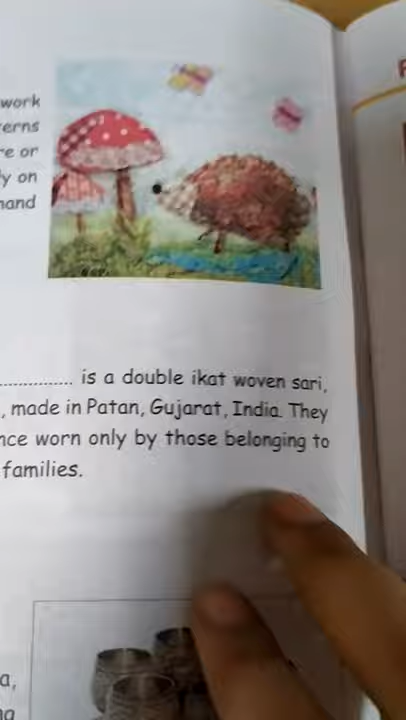 work
erns
re or
y on
hand
.............. is a double ikat woven sari,
, made in Patan, Gujarat, India. They
nce worn only by those belonging to
families.
a,